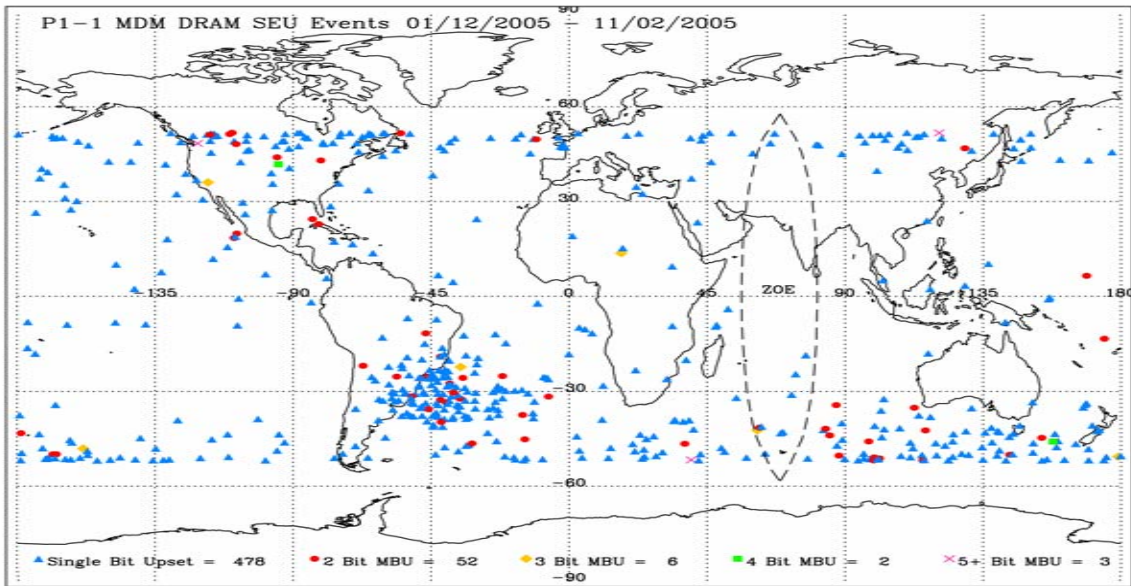 90
P1-1 MDM DRAM SEU Events 01/12/2005 - 11/02/2005
60
30
-135 -90 -45 0 45 ZOE 90 135 180
-30
-60
Single Bit Upset = 478 2 Bit MBU = 52 3 Bit MBU = 6 4 Bit MBU = 2 5+ Bit MBU = 3
-90